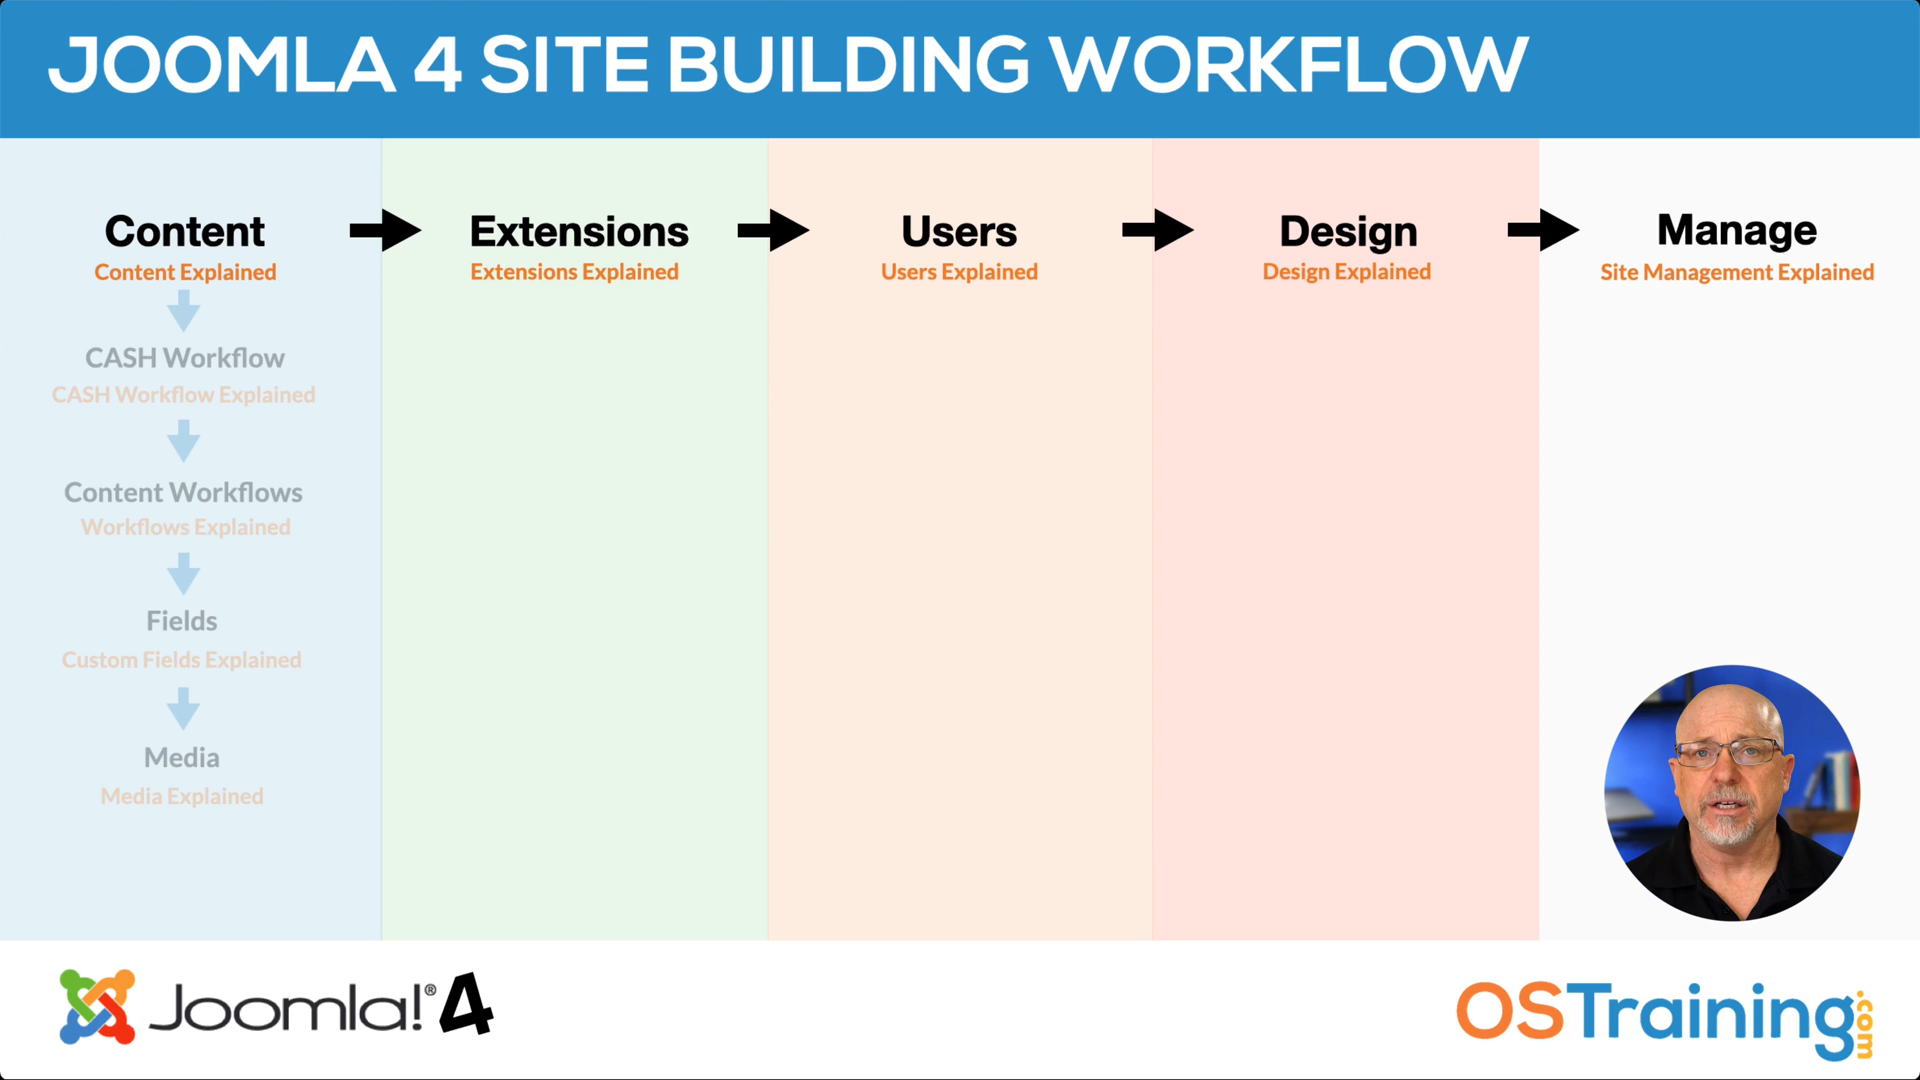 JOOMLA 4 SITE BUILDING WORKFLOW
Content
Content Explained
CASH Workflow
CASH Workflow Explained
Content Workflows
Workflows Explained
Fields
Custom Fields Explained
Media
Media Explained
Extensions
Extensions Explained
Users
Users Explained
Design
Design Explained
Manage
Site Management Explained
Joomla!® 4
OSTraining.com